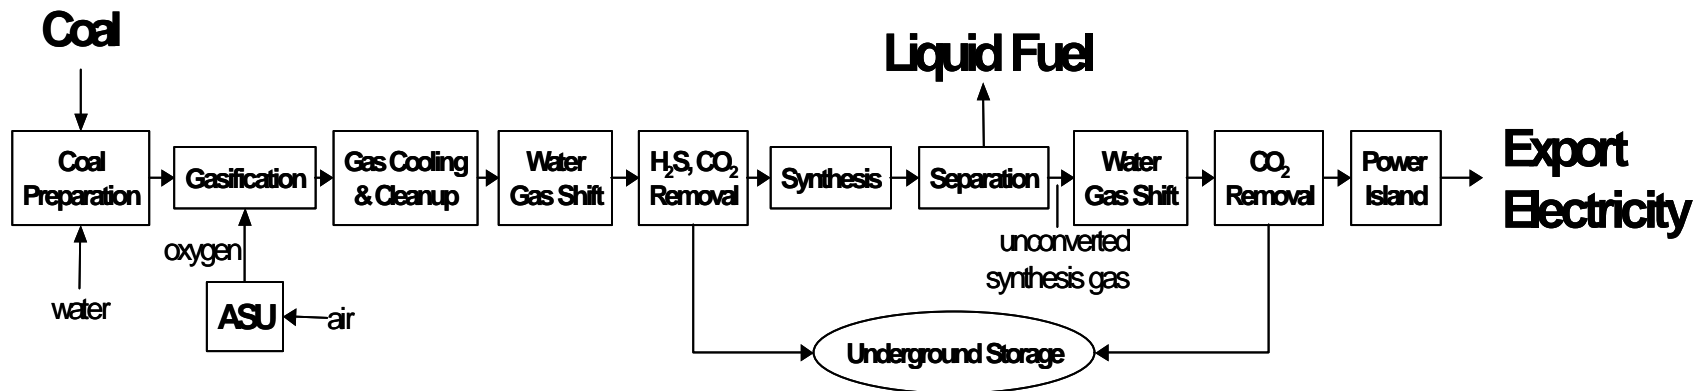 Coal
Liquid Fuel
Coal
Preparation
Gasification
Gas Cooling
& Cleanup
Water
Gas Shift
H₂S, CO₂
Removal
Synthesis
Separation
Water
Gas Shift
CO₂
Removal
Power
Island
Export
Electricity
oxygen
unconverted
synthesis gas
water
ASU
air
Underground Storage